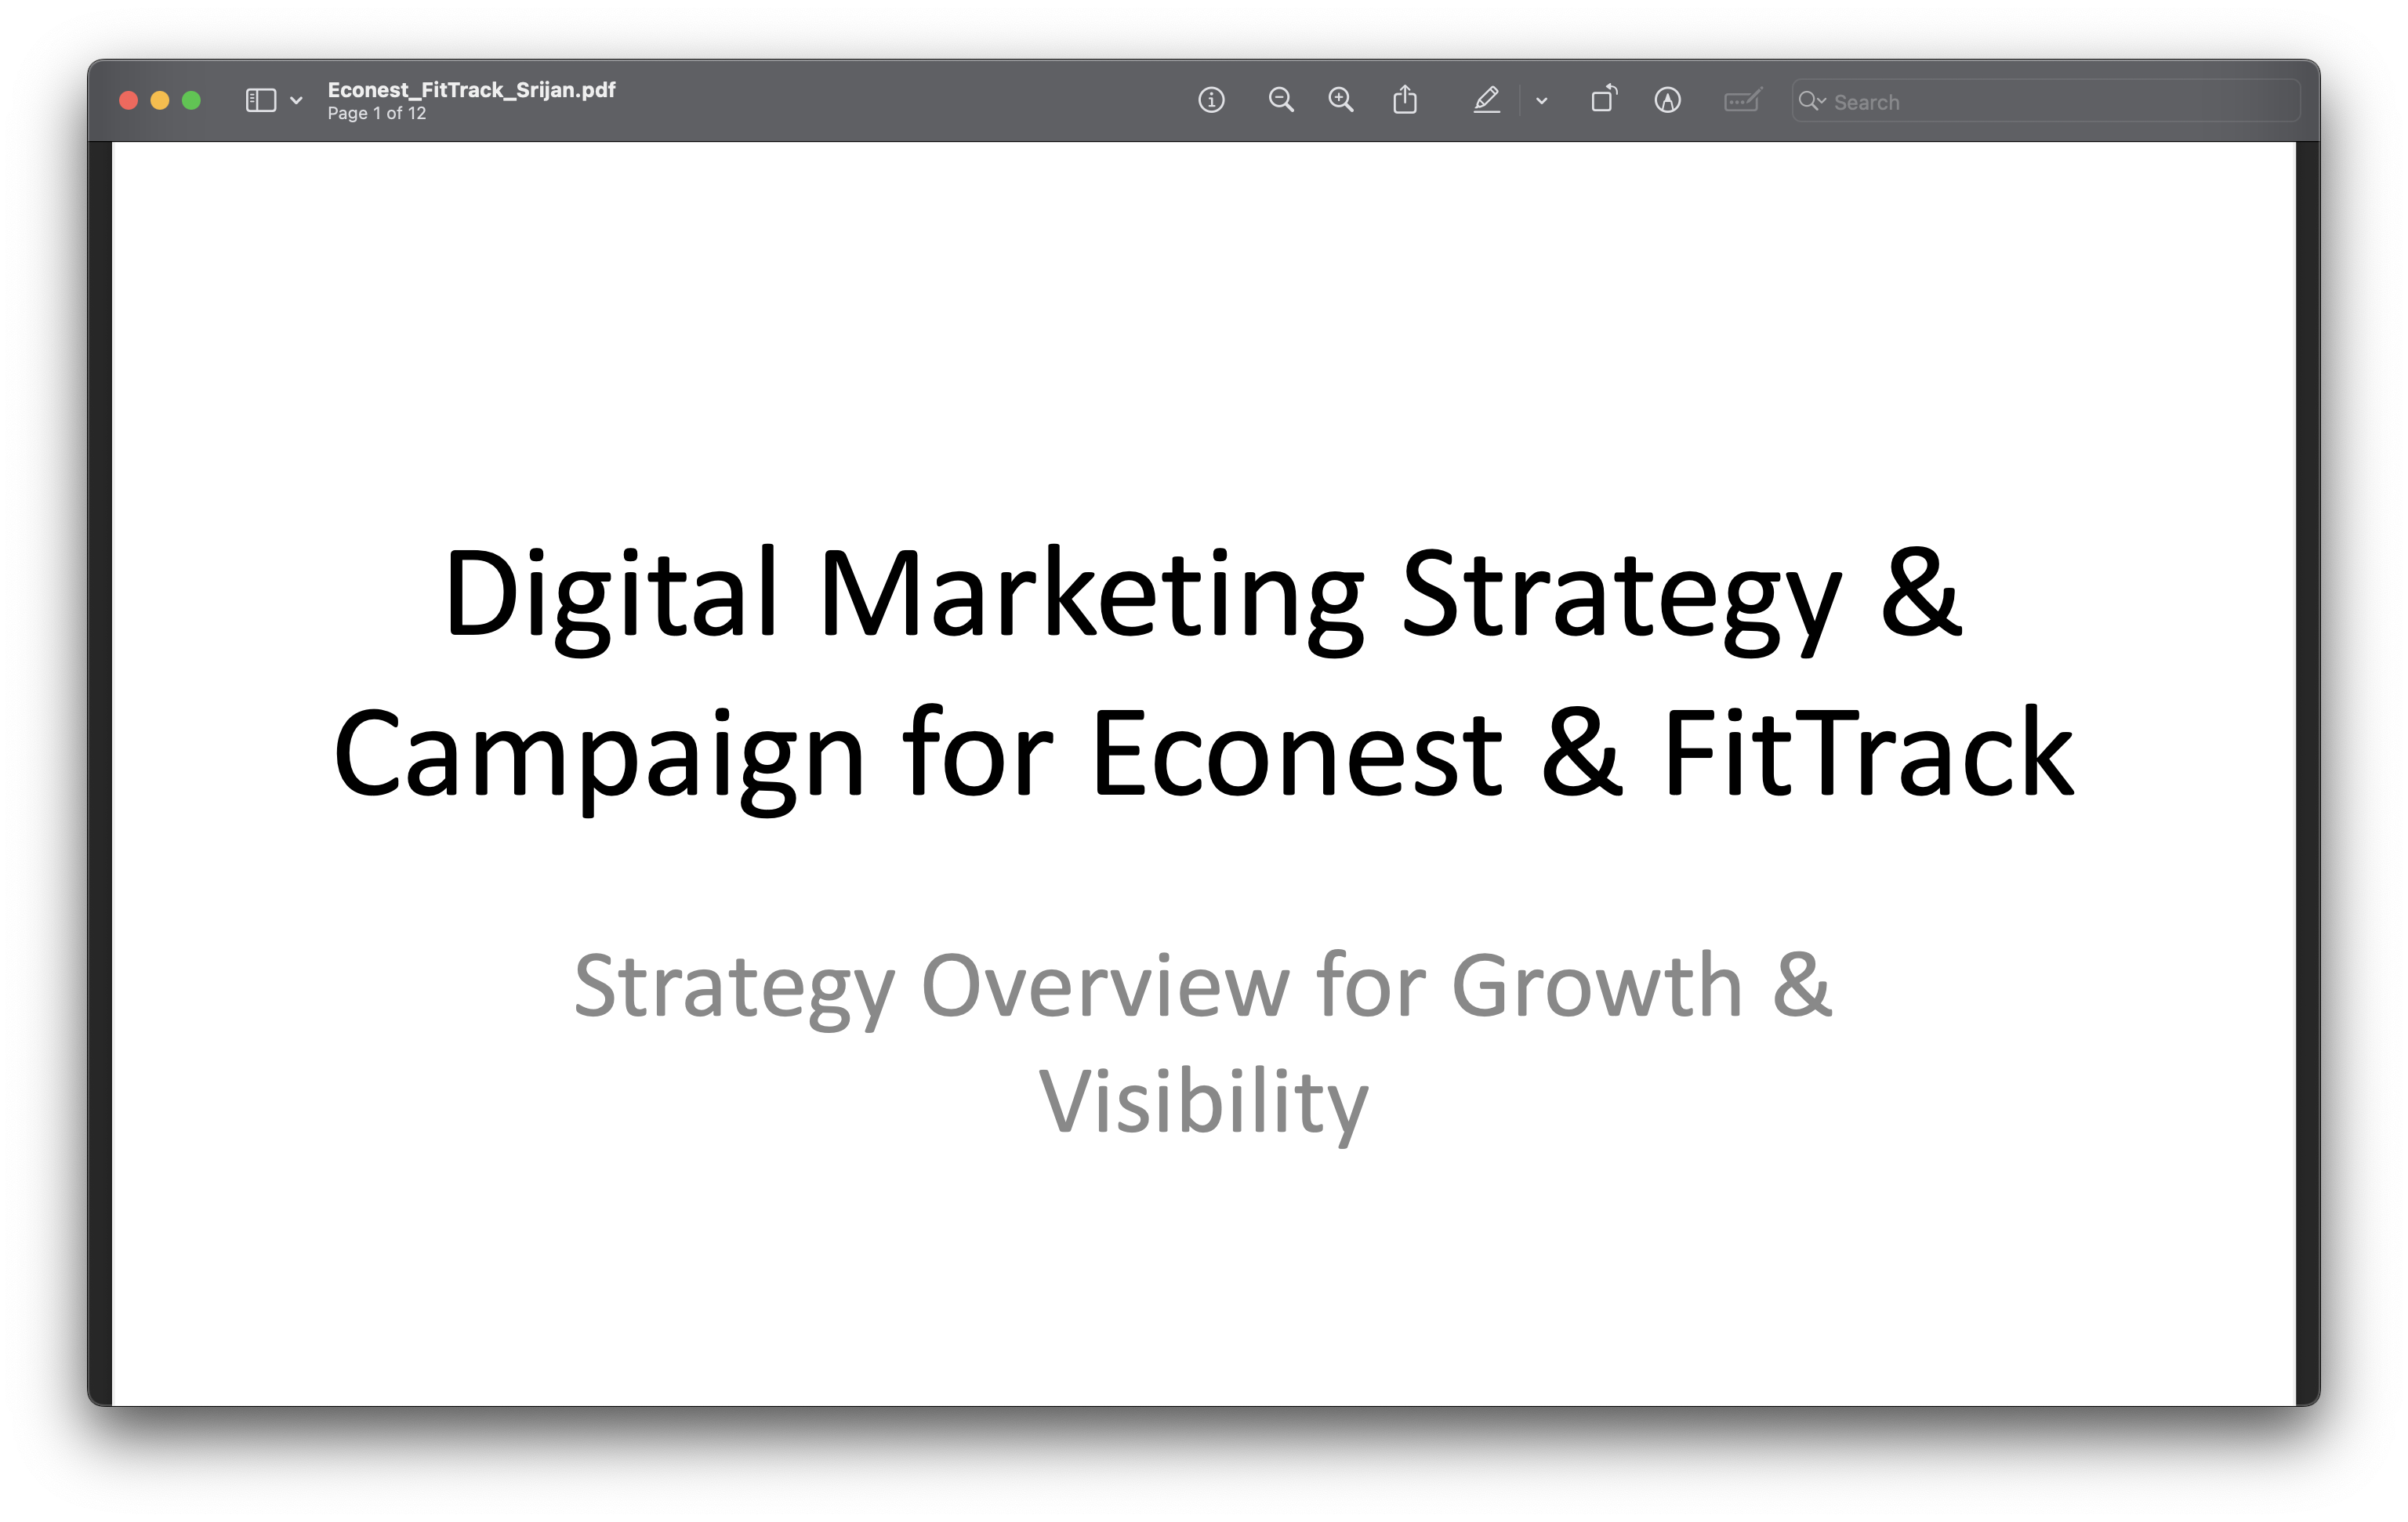 Econest_FitTrack_Srijan.pdf
Page 1 of 12
Search
Digital Marketing Strategy &
Campaign for Econest & FitTrack
Strategy Overview for Growth &
Visibility